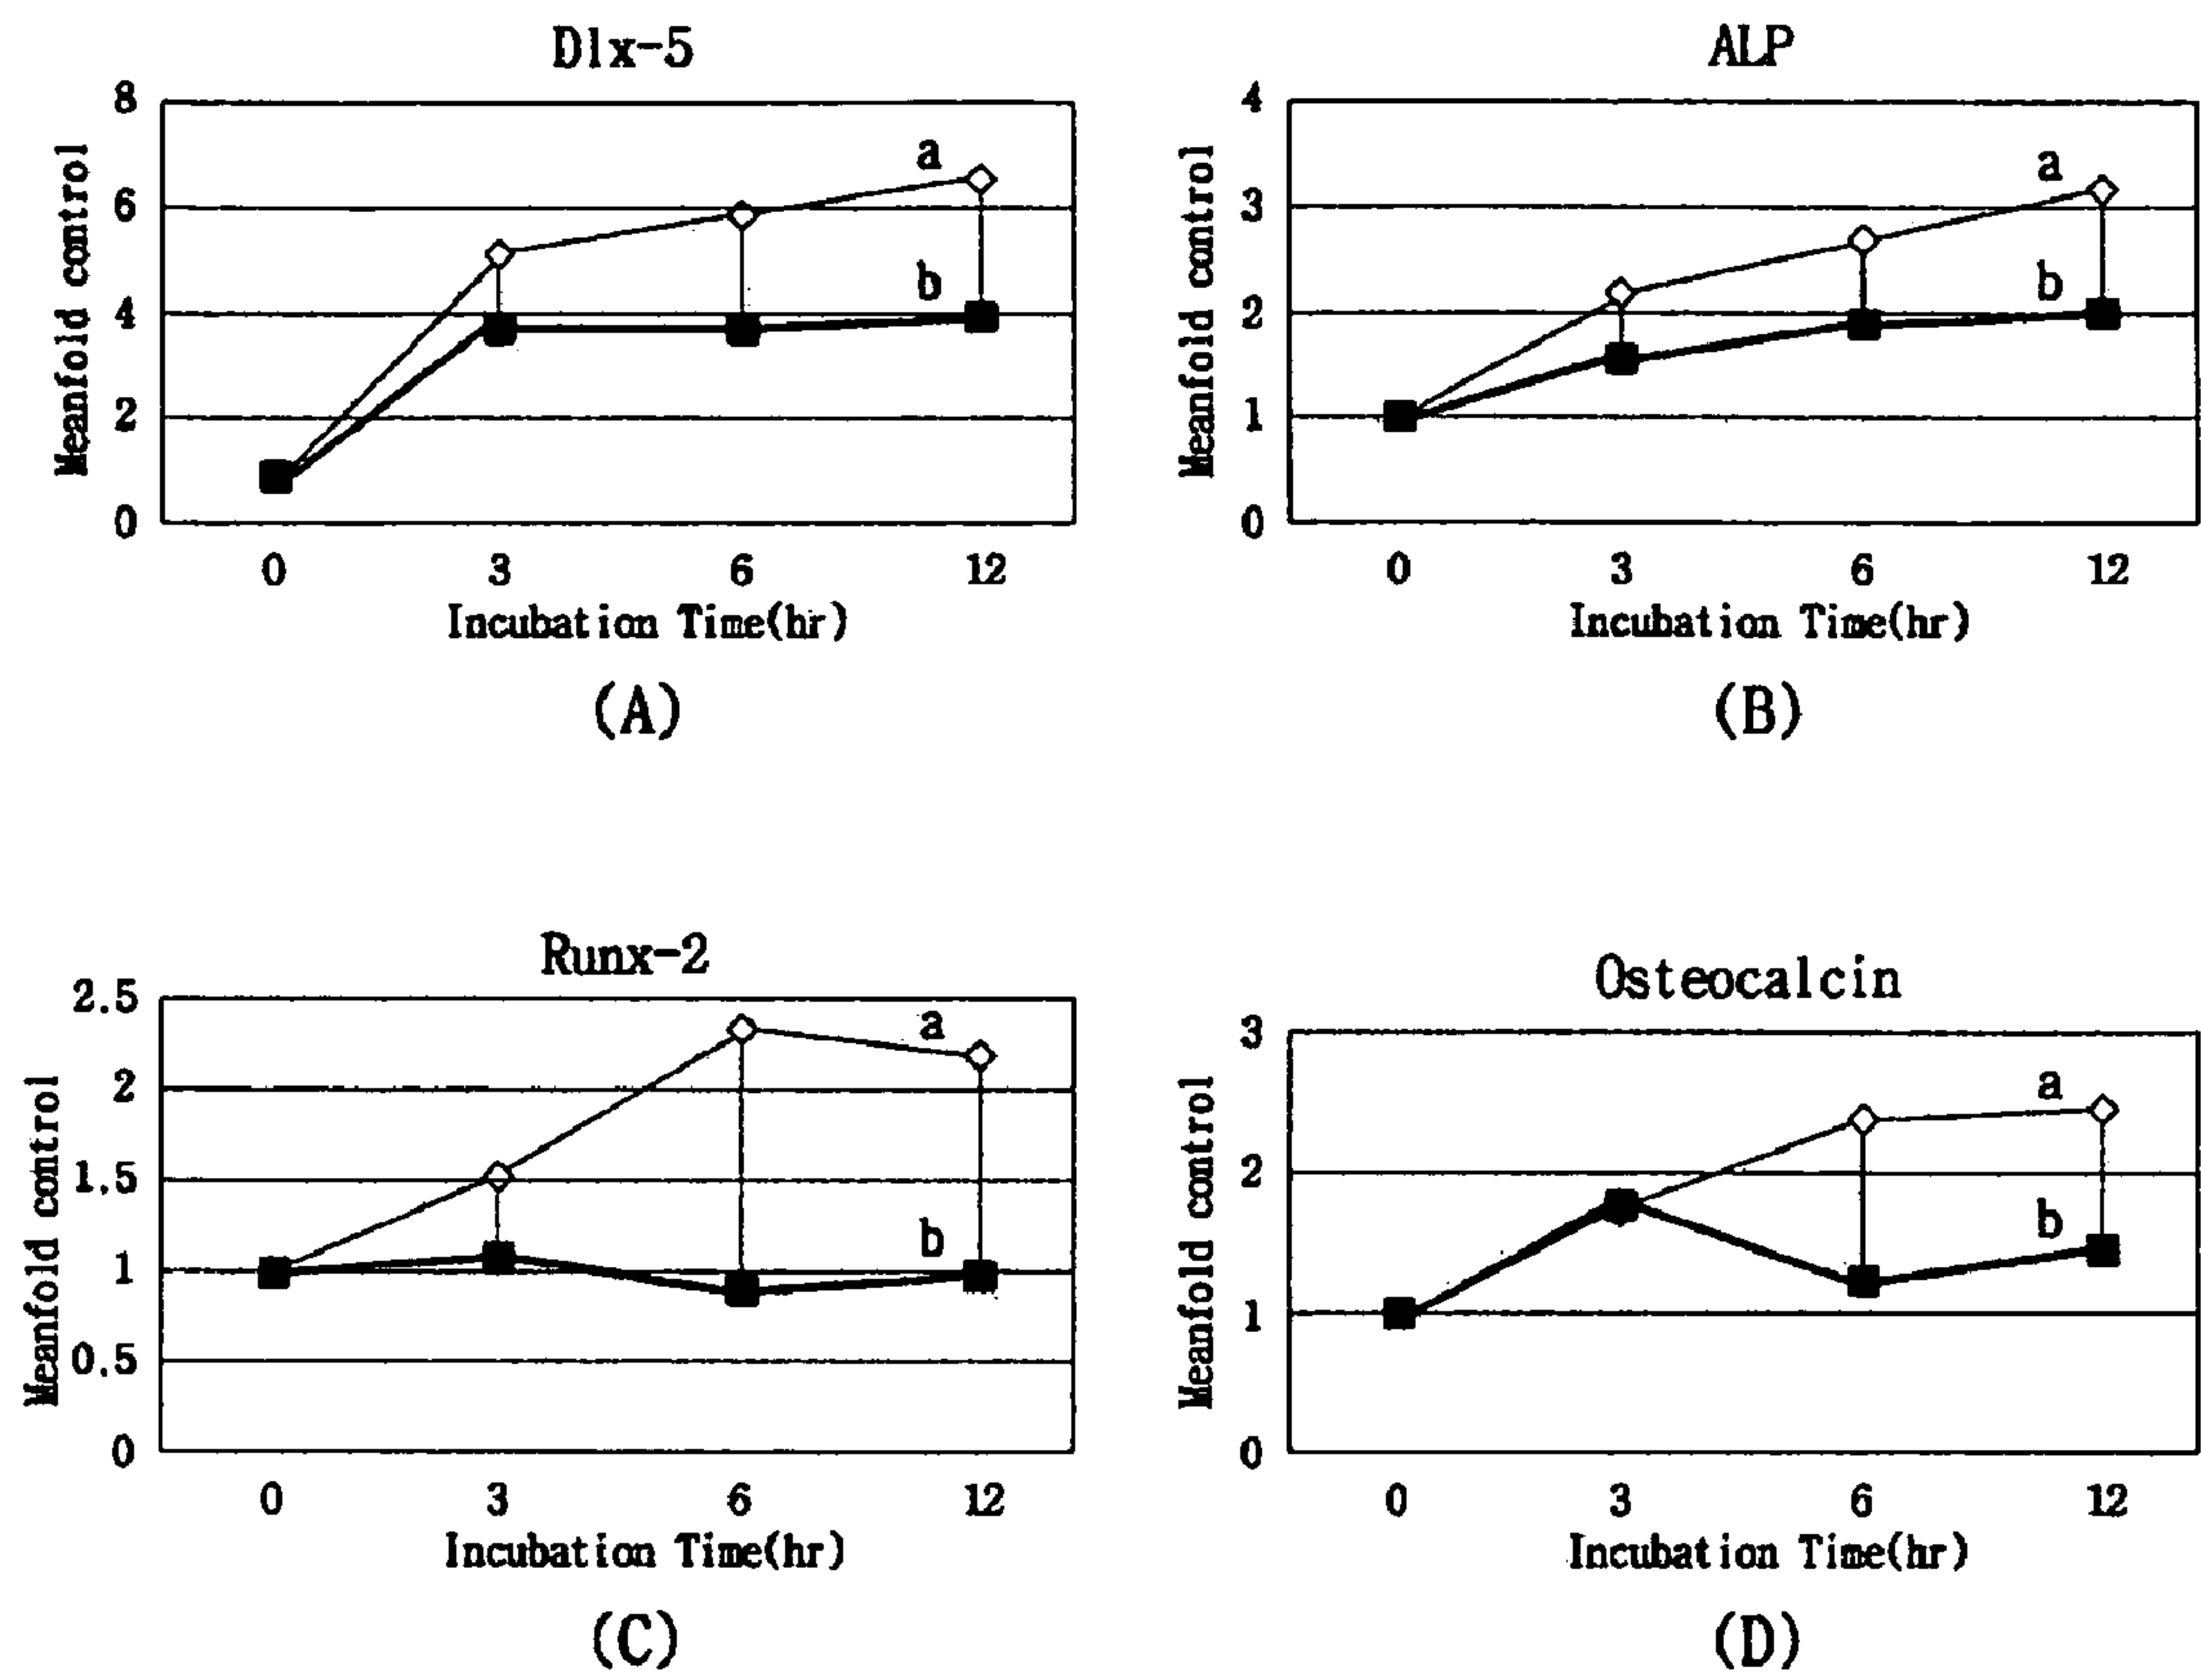 Dlx-5
8
6
4
2
0
Meanfold control
a
b
0 3 6 12
Incubation Time(hr)
(A)
ALP
4
3
2
1
0
Meanfold control
a
b
0 3 6 12
Incubation Time(hr)
(B)
Runx-2
2.5
2
1.5
1
0.5
0
Meanfold control
a
b
0 3 6 12
Incubation Time(hr)
(C)
Osteocalcin
3
2
1
0
Meanfold control
a
b
0 3 6 12
Incubation Time(hr)
(D)